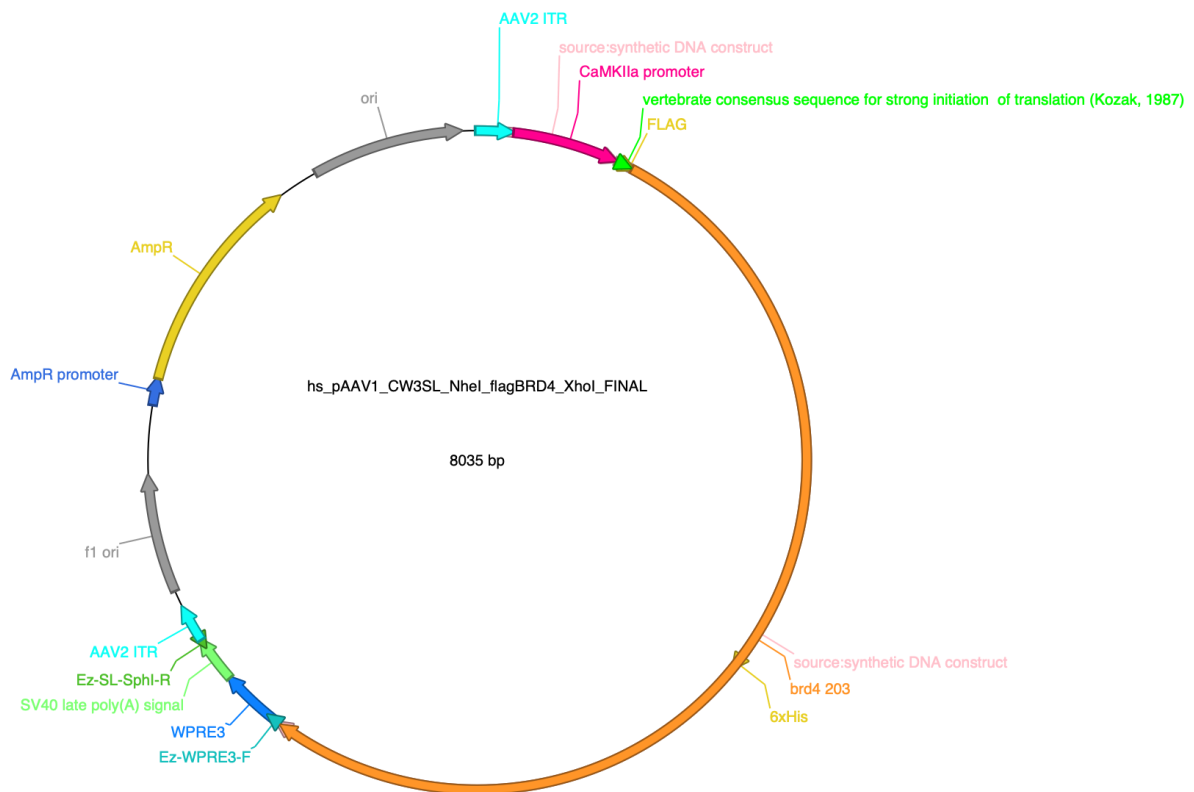 AAV2 ITR
source:synthetic DNA construct
CaMKIIa promoter
vertebrate consensus sequence for strong initiation  of translation (Kozak, 1987)
FLAG
ori
AmpR
AmpR promoter
hs_pAAV1_CW3SL_NheI_flagBRD4_XhoI_FINAL
8035 bp
f1 ori
AAV2 ITR
Ez-SL-SphI-R
SV40 late poly(A) signal
WPRE3
Ez-WPRE3-F
source:synthetic DNA construct
brd4 203
6xHis